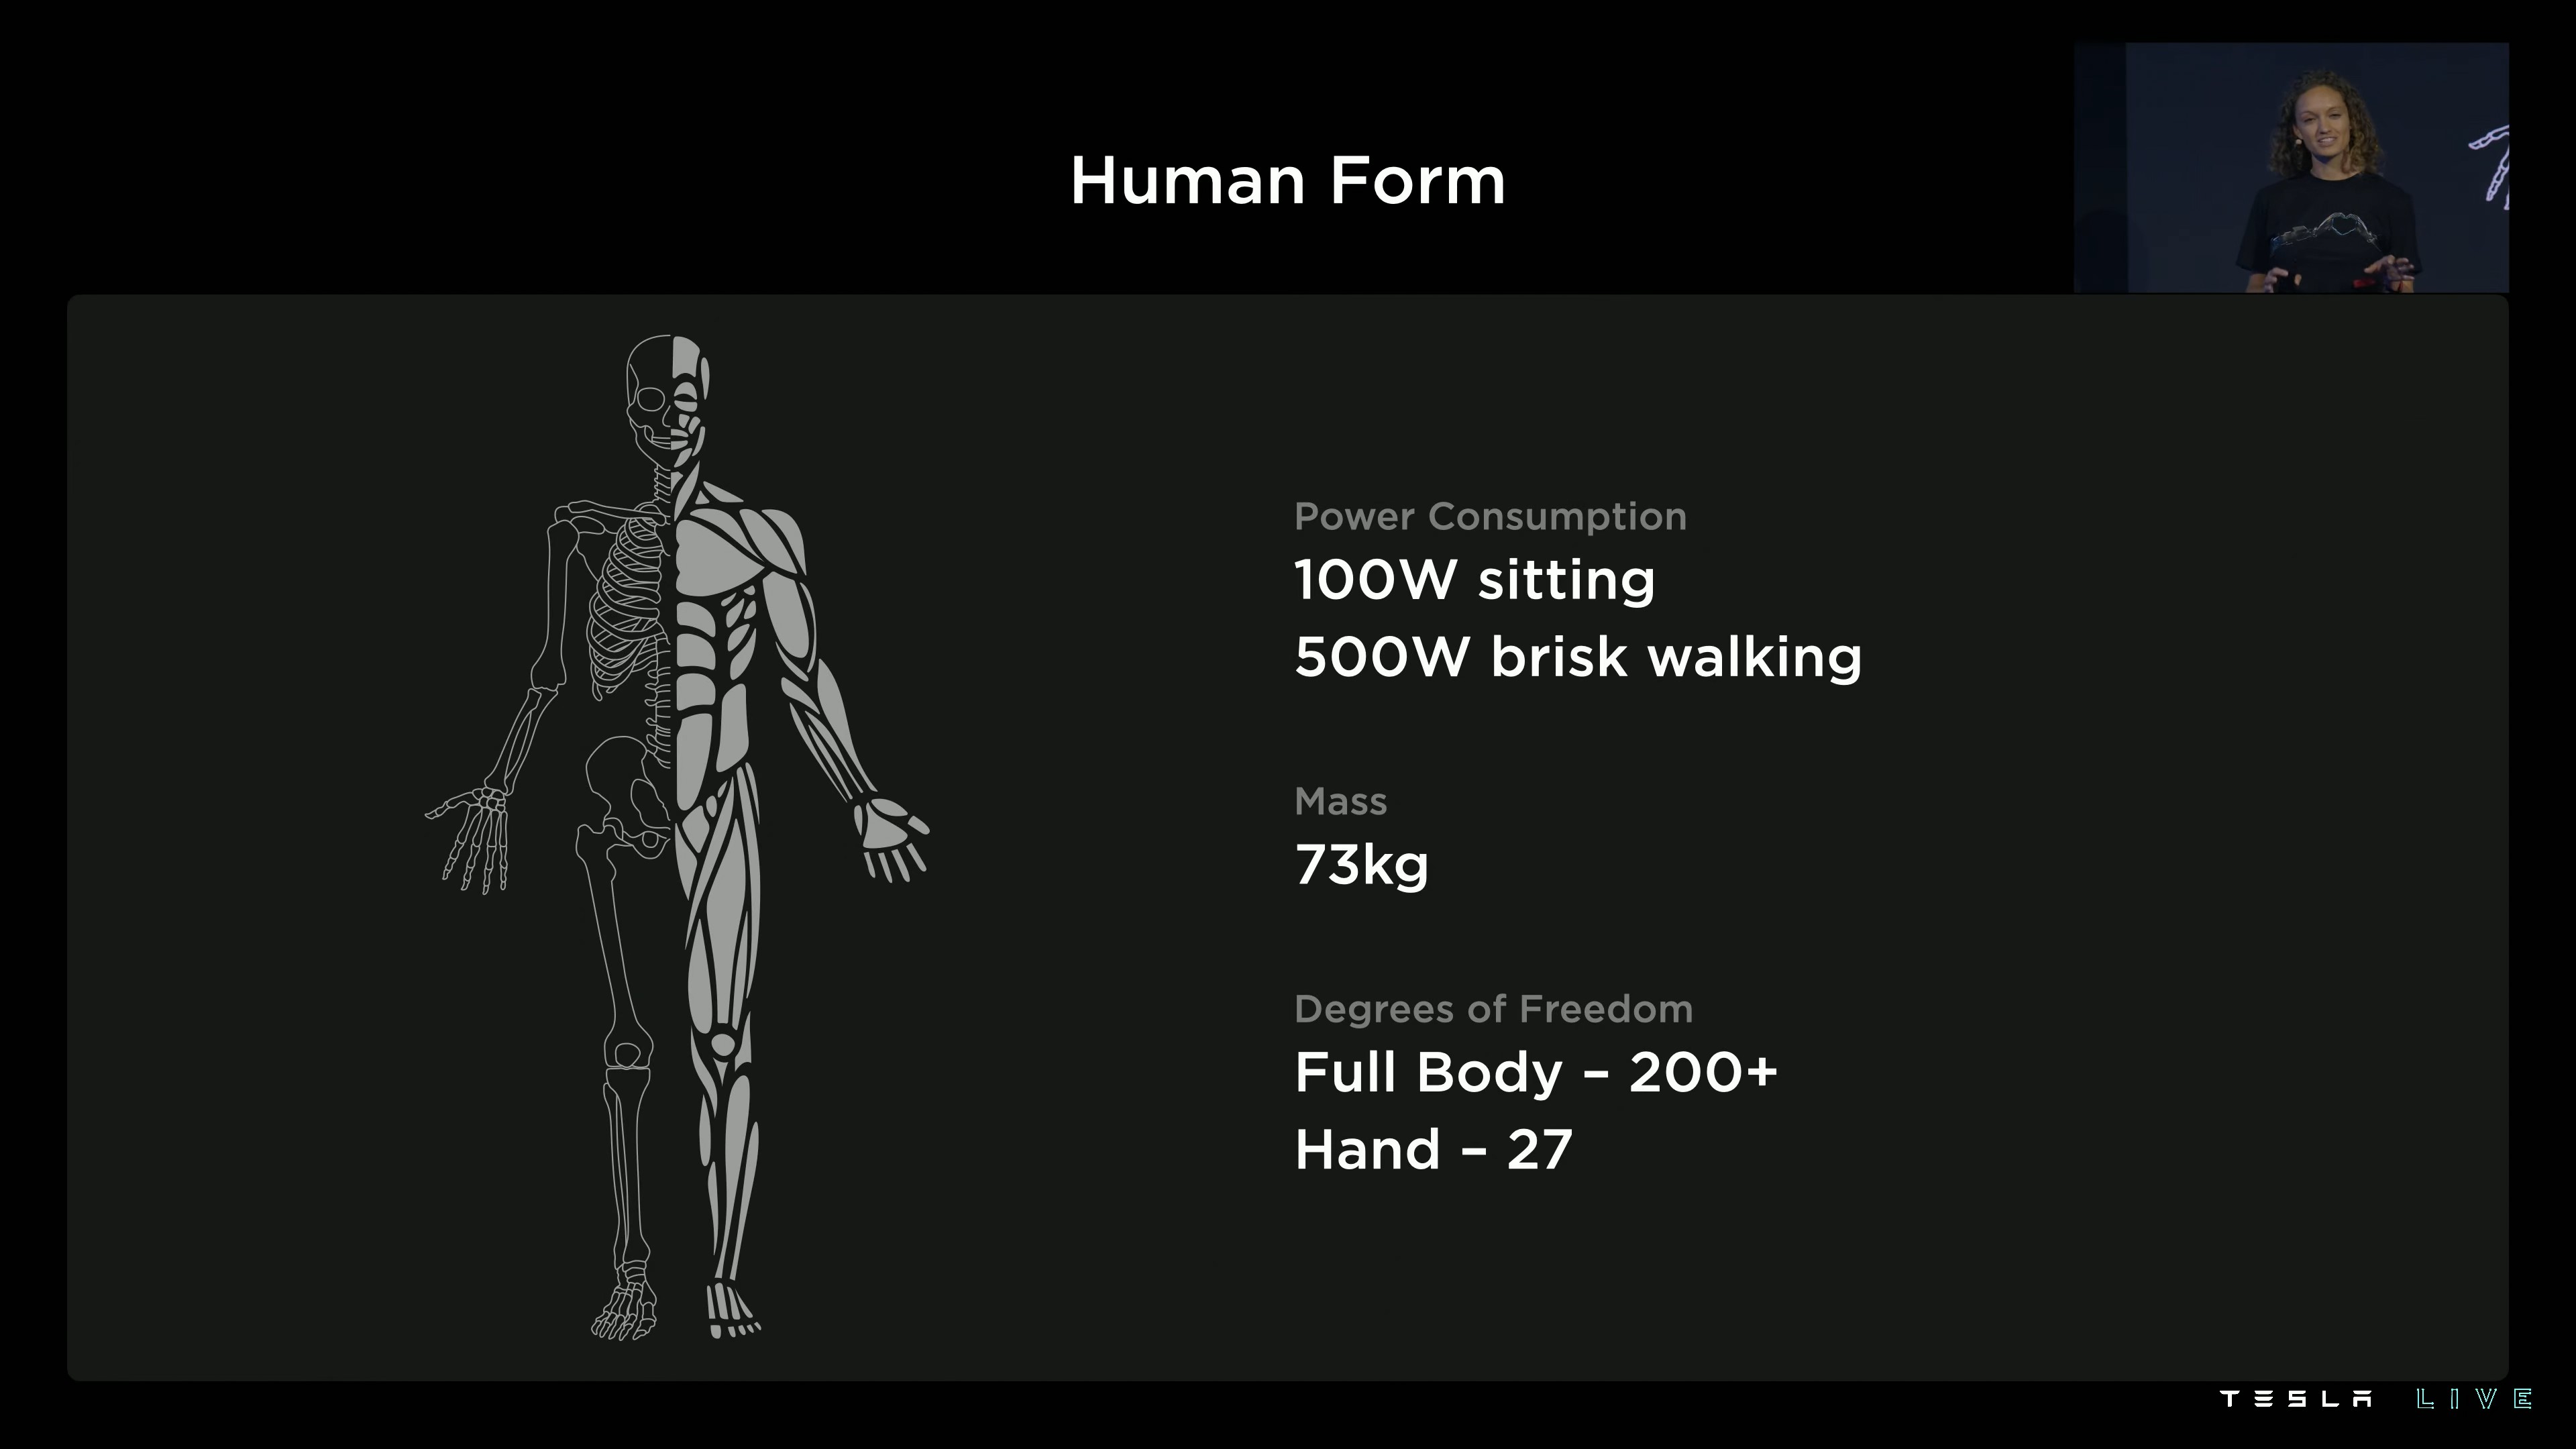 Human Form
Power Consumption
100W sitting
500W brisk walking
Mass
73kg
Degrees of Freedom
Full Body – 200+
Hand – 27
TESLA LIVE